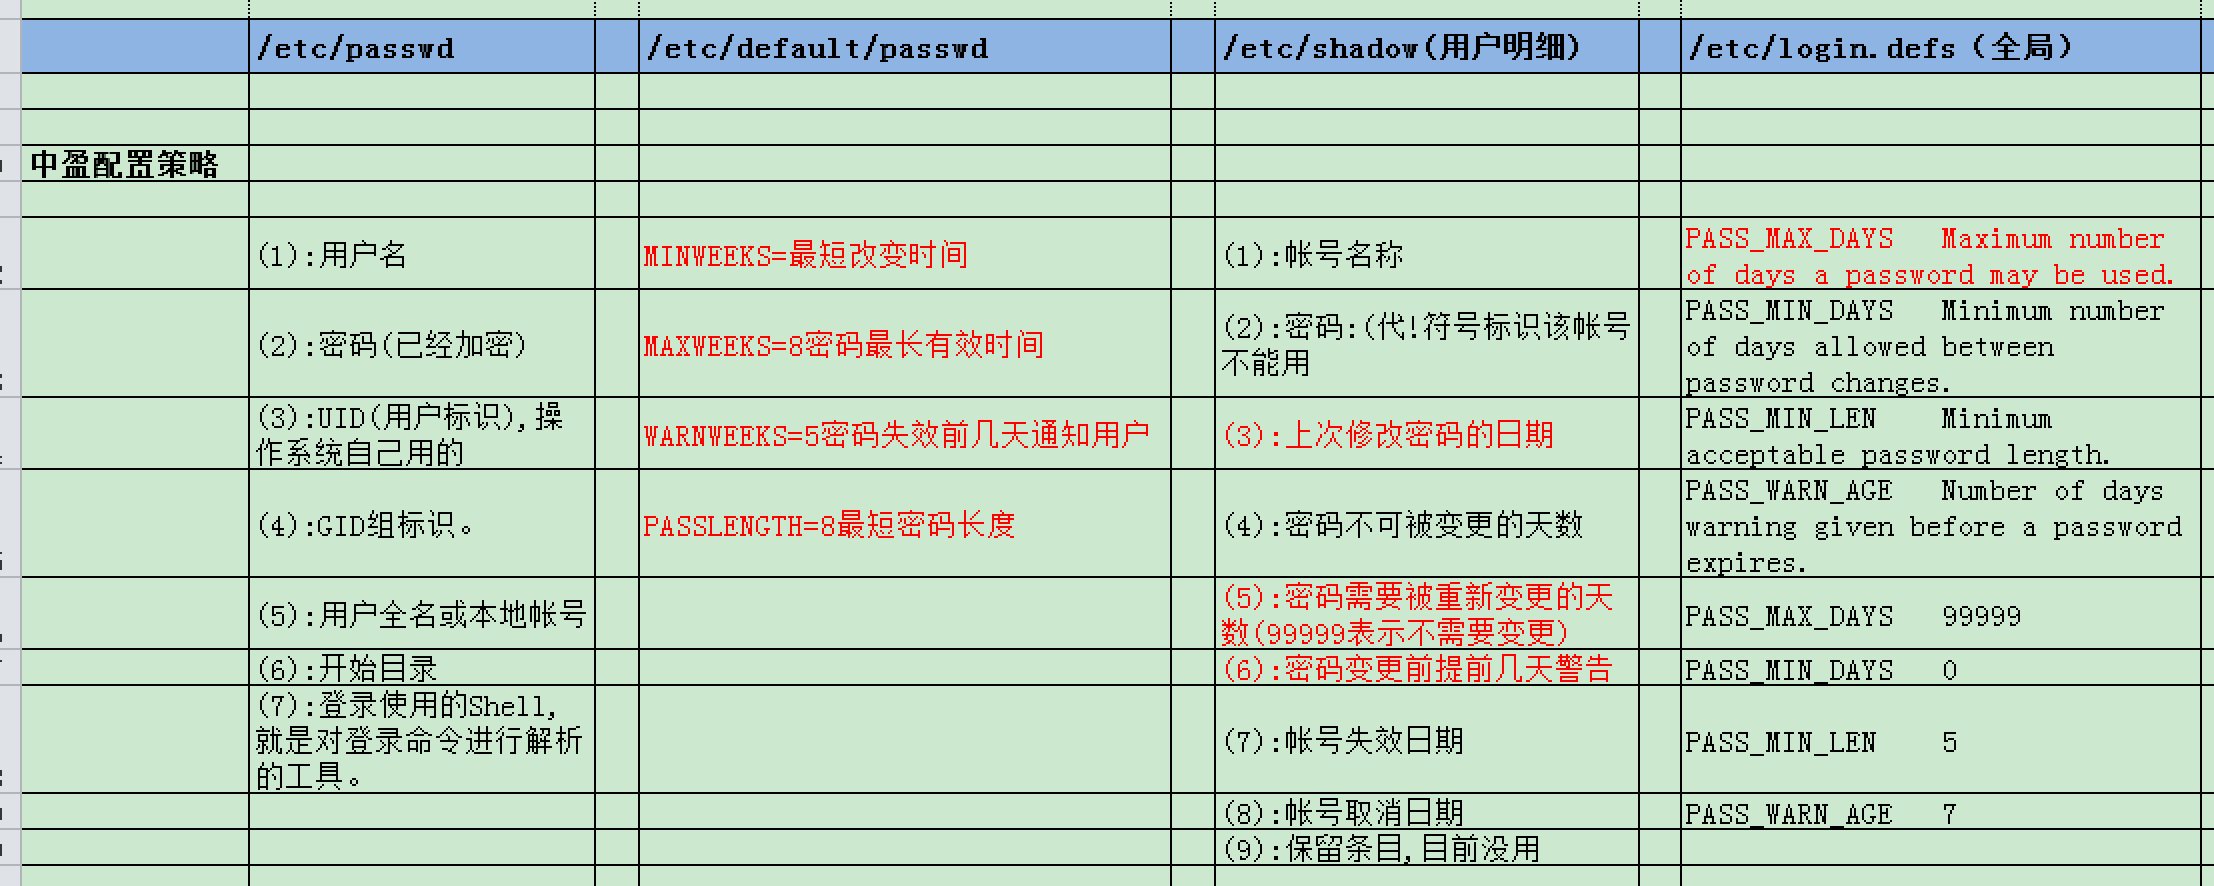 /etc/passwd
/etc/default/passwd
/etc/shadow(用户明细)
/etc/login.defs（全局）
中盈配置策略
(1):用户名
MINWEEKS=最短改变时间
(1):帐号名称
PASS_MAX_DAYS Maximum number
of days a password may be used.
(2):密码(已经加密)
MAXWEEKS=8密码最长有效时间
(2):密码:(代!符号标识该帐号
不能用
PASS_MIN_DAYS Minimum number
of days allowed between
password changes.
(3):UID(用户标识),操
作系统自己用的
WARNWEEKS=5密码失效前几天通知用户
(3):上次修改密码的日期
PASS_MIN_LEN Minimum
acceptable password length.
(4):GID组标识。
PASSLENGTH=8最短密码长度
(4):密码不可被变更的天数
PASS_WARN_AGE Number of days
warning given before a password
expires.
(5):用户全名或本地帐号
(5):密码需要被重新变更的天
数(99999表示不需要变更)
PASS_MAX_DAYS 99999
(6):开始目录
(6):密码变更前提前几天警告
PASS_MIN_DAYS 0
(7):登录使用的Shell,
就是对登录命令进行解析
的工具。
(7):帐号失效日期
PASS_MIN_LEN 5
(8):帐号取消日期
PASS_WARN_AGE 7
(9):保留条目,目前没用